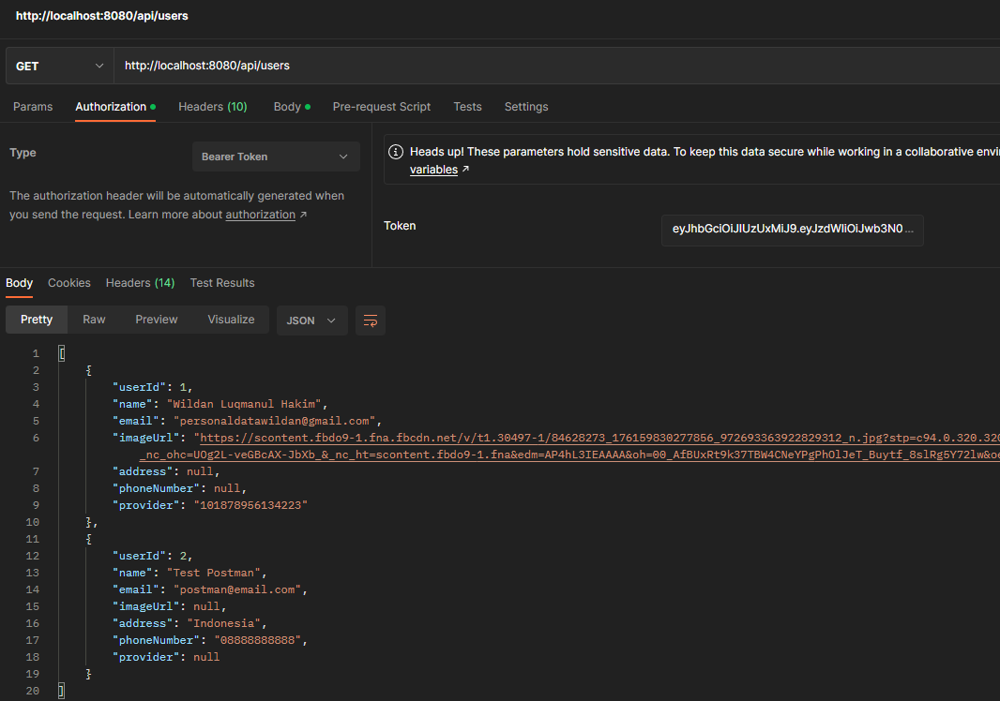 http://localhost:8080/api/users
GET http://localhost:8080/api/users
Params Authorization Headers (10) Body Pre-request Script Tests Settings
Type Bearer Token
The authorization header will be automatically generated when
you send the request. Learn more about authorization ↗
Heads up! These parameters hold sensitive data. To keep this data secure while working in a collaborative
variables ↗
Token eyJhbGciOiJIUzUxMiJ9.eyJzdWIiOiJwb3N0...
Body Cookies Headers (14) Test Results
Pretty Raw Preview Visualize JSON
1 [
2 {
3 "userId": 1,
4 "name": "Wildan Luqmanul Hakim",
5 "email": "personaldatawildan@gmail.com",
6 "imageUrl": "https://scontent.fbdo9-1.fna.fbcdn.net/v/t1.30497-1/84628273_176159830277856_972693363922829312_n.jpg?stp=c94.0.320.320
_nc_ohc=UOg2L-veGBcAX-JbXb_&_nc_ht=scontent.fbdo9-1.fna&edm=AP4hL3IEAAAA&oh=00_AfBUxRt9k37TBW4CNeYPgPhOlJeT_Buytf_8slRg5Y72lw&oe
7 "address": null,
8 "phoneNumber": null,
9 "provider": "101878956134223"
10 },
11 {
12 "userId": 2,
13 "name": "Test Postman",
14 "email": "postman@email.com",
15 "imageUrl": null,
16 "address": "Indonesia",
17 "phoneNumber": "08888888888",
18 "provider": null
19 }
20 ]